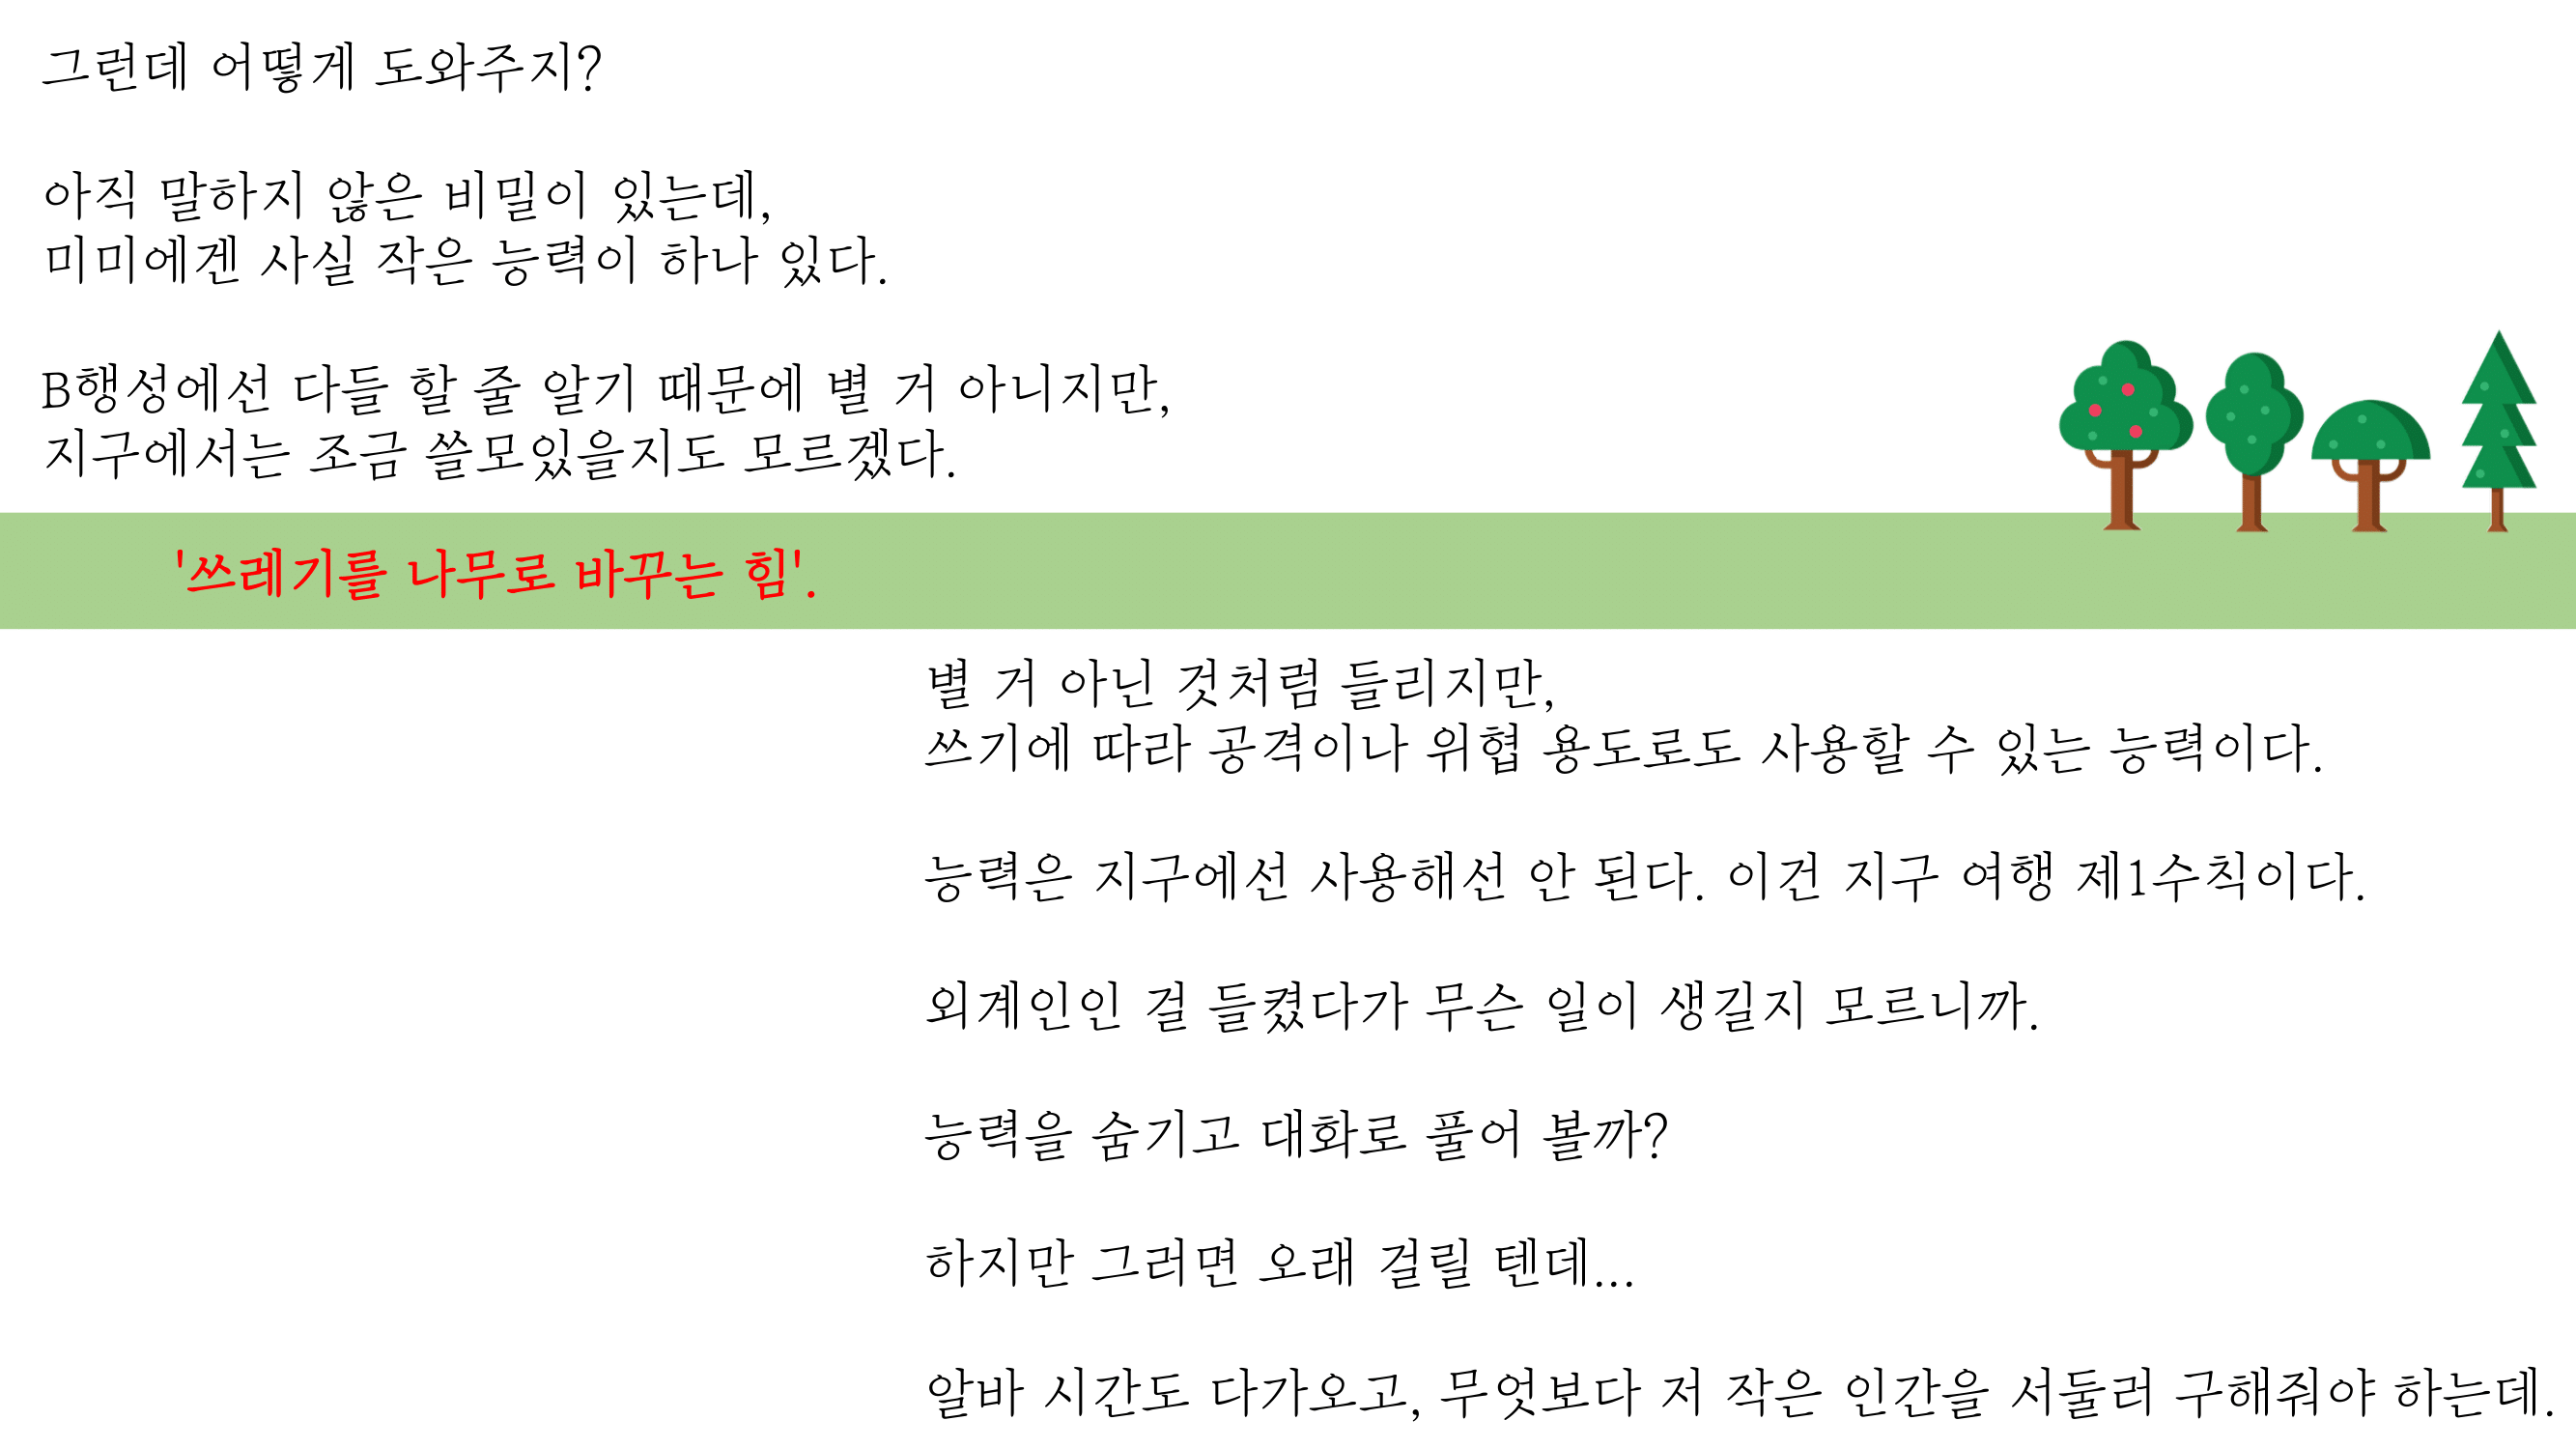 그런데 어떻게 도와주지?
아직 말하지 않은 비밀이 있는데,
미미에겐 사실 작은 능력이 하나 있다.
B행성에선 다들 할 줄 알기 때문에 별 거 아니지만,
지구에서는 조금 쓸모있을지도 모르겠다.
'쓰레기를 나무로 바꾸는 힘'.
별 거 아닌 것처럼 들리지만,
쓰기에 따라 공격이나 위협 용도로도 사용할 수 있는 능력이다.
능력은 지구에선 사용해선 안 된다. 이건 지구 여행 제1수칙이다.
외계인인 걸 들켰다가 무슨 일이 생길지 모르니까.
능력을 숨기고 대화로 풀어 볼까?
하지만 그러면 오래 걸릴 텐데...
알바 시간도 다가오고, 무엇보다 저 작은 인간을 서둘러 구해줘야 하는데.